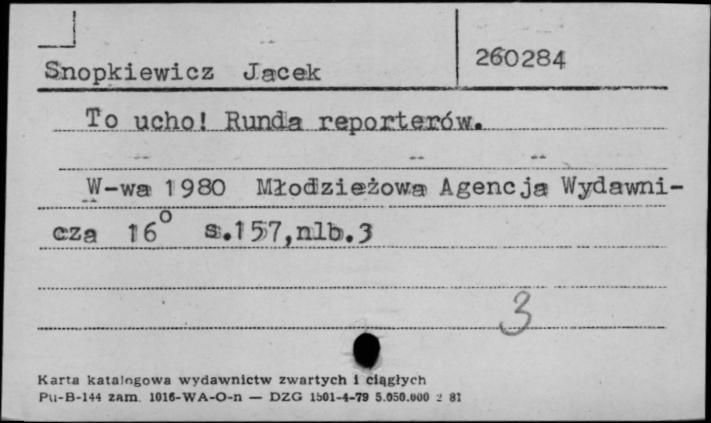 Snopkiewicz Jacek 260284
To ucho! Runda reporterów.
W-wa 1980 Młodzieżowa Agencja Wydawni-
cza 16° s.157,nlb.3
3
Karta katalogowa wydawnictw zwartych i ciągłych
Pu-B-144 zam. 1016-WA-O-n — DZG 1501-4-79 5.050.000 z 81